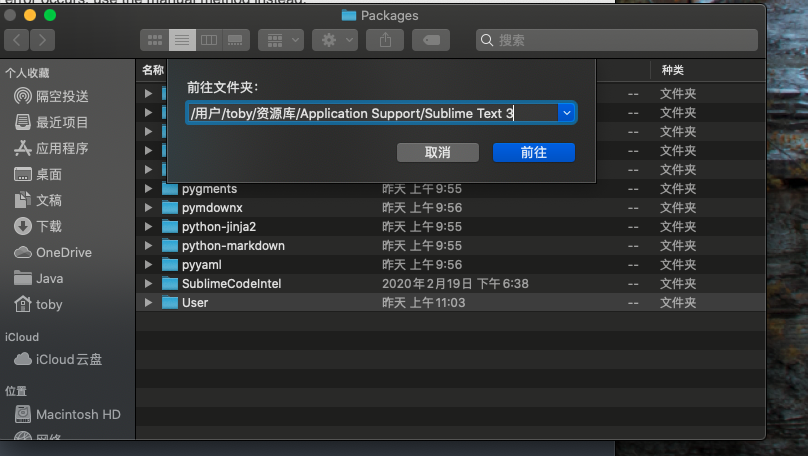 error occurs, use the manual method instead.
Packages
搜索
个人收藏
隔空投送
最近项目
应用程序
桌面
文稿
下载
OneDrive
Java
toby
iCloud
iCloud云盘
位置
Macintosh HD
网络
名称
种类
前往文件夹：
/用户/toby/资源库/Application Support/Sublime Text 3
取消
前往
-- 文件夹
-- 文件夹
-- 文件夹
-- 文件夹
-- 文件夹
pygments 昨天 上午9:55 -- 文件夹
pymdownx 昨天 上午9:56 -- 文件夹
python-jinja2 昨天 上午9:55 -- 文件夹
python-markdown 昨天 上午9:55 -- 文件夹
pyyaml 昨天 上午9:56 -- 文件夹
SublimeCodeIntel 2020年2月19日 下午6:38 -- 文件夹
User 昨天 上午11:03 -- 文件夹